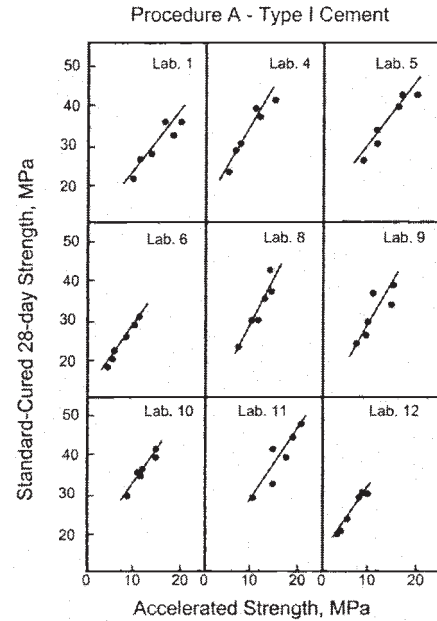 Procedure A - Type I Cement
Standard-Cured 28-day Strength, MPa
50
40
30
20
Lab. 1
Lab. 4
Lab. 5
50
40
30
20
Lab. 6
Lab. 8
Lab. 9
50
40
30
20
Lab. 10
Lab. 11
Lab. 12
0 10 20 0 10 20 0 10 20
Accelerated Strength, MPa